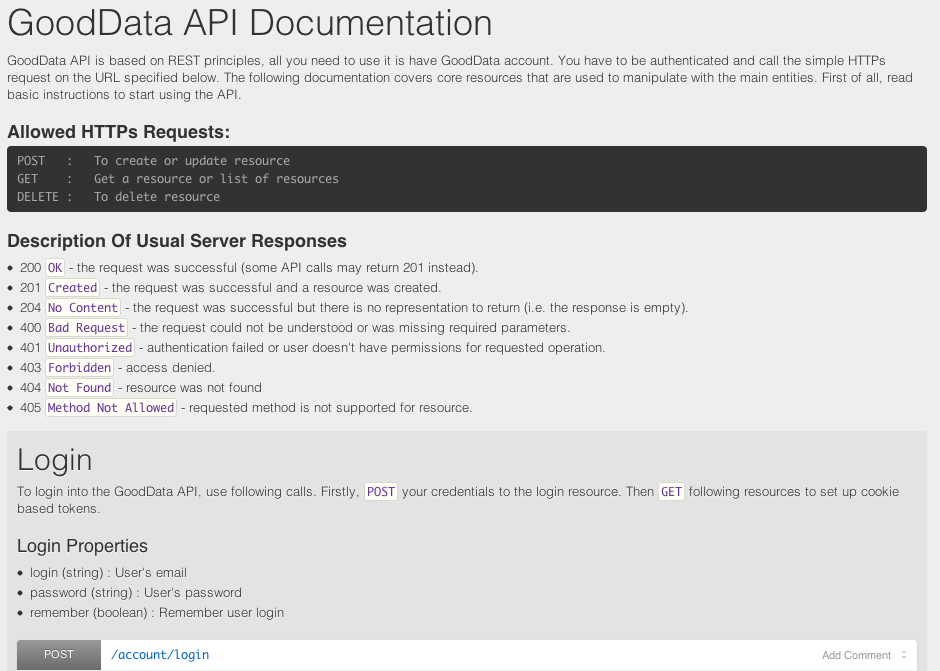 GoodData API Documentation
GoodData API is based on REST principles, all you need to use it is have GoodData account. You have to be authenticated and call the simple HTTPs
request on the URL specified below. The following documentation covers core resources that are used to manipulate with the main entities. First of all, read
basic instructions to start using the API.
Allowed HTTPs Requests:
POST   :   To create or update resource
GET    :   Get a resource or list of resources
DELETE :   To delete resource
Description Of Usual Server Responses
• 200 OK - the request was successful (some API calls may return 201 instead).
• 201 Created - the request was successful and a resource was created.
• 204 No Content - the request was successful but there is no representation to return (i.e. the response is empty).
• 400 Bad Request - the request could not be understood or was missing required parameters.
• 401 Unauthorized - authentication failed or user doesn't have permissions for requested operation.
• 403 Forbidden - access denied.
• 404 Not Found - resource was not found
• 405 Method Not Allowed - requested method is not supported for resource.
Login
To login into the GoodData API, use following calls. Firstly, POST your credentials to the login resource. Then GET following resources to set up cookie
based tokens.
Login Properties
• login (string) : User's email
• password (string) : User's password
• remember (boolean) : Remember user login
POST /account/login Add Comment